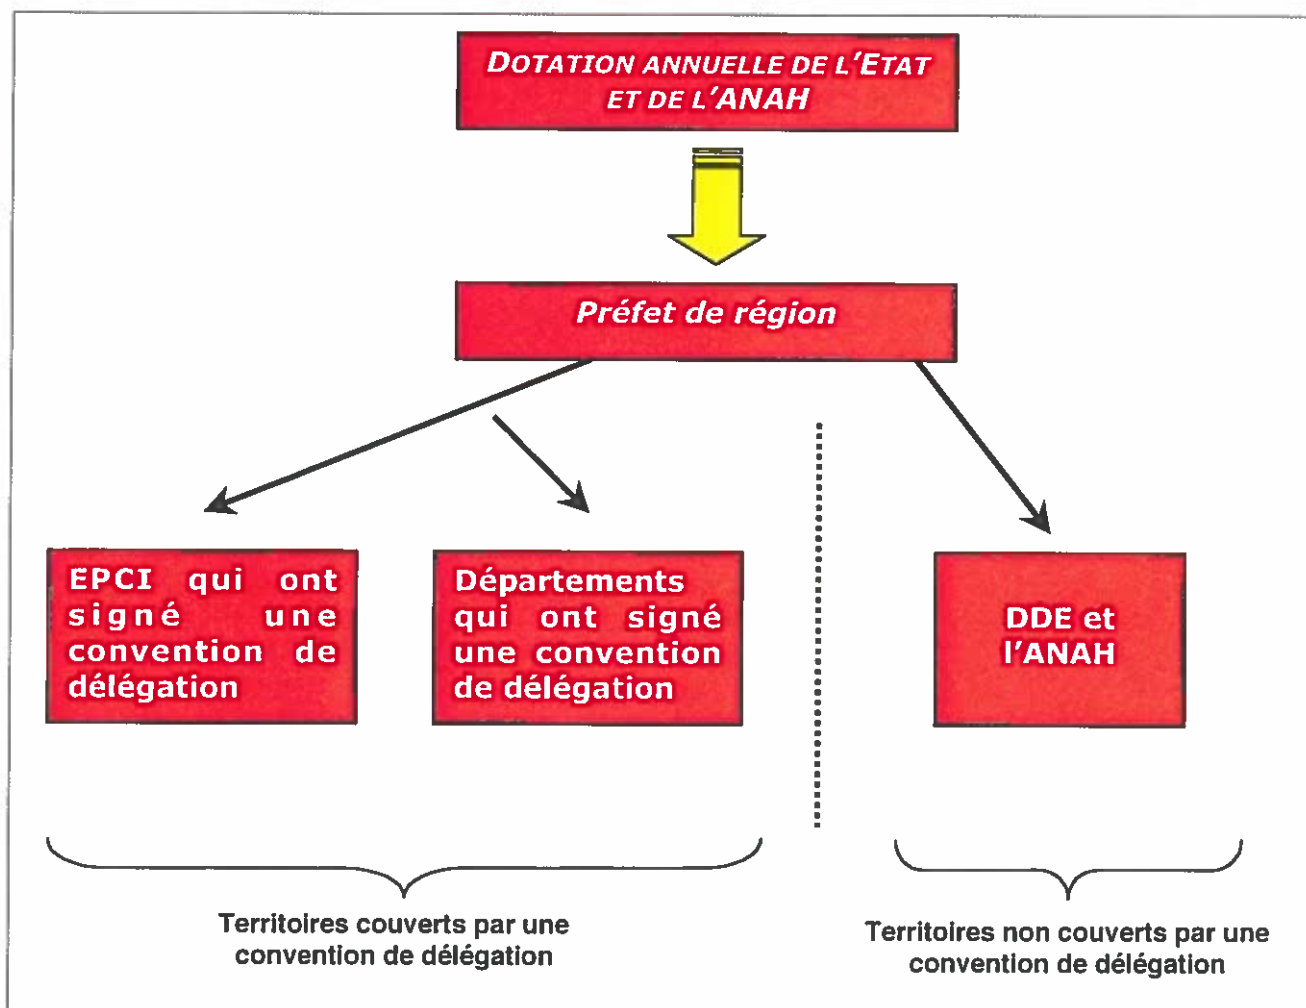 DOTATION ANNUELLE DE L'ETAT
ET DE L'ANAH
Préfet de région
EPCI qui ont
signé une
convention de
délégation
Départements
qui ont signé
une convention
de délégation
DDE et
l'ANAH
Territoires couverts par une
convention de délégation
Territoires non couverts par une
convention de délégation